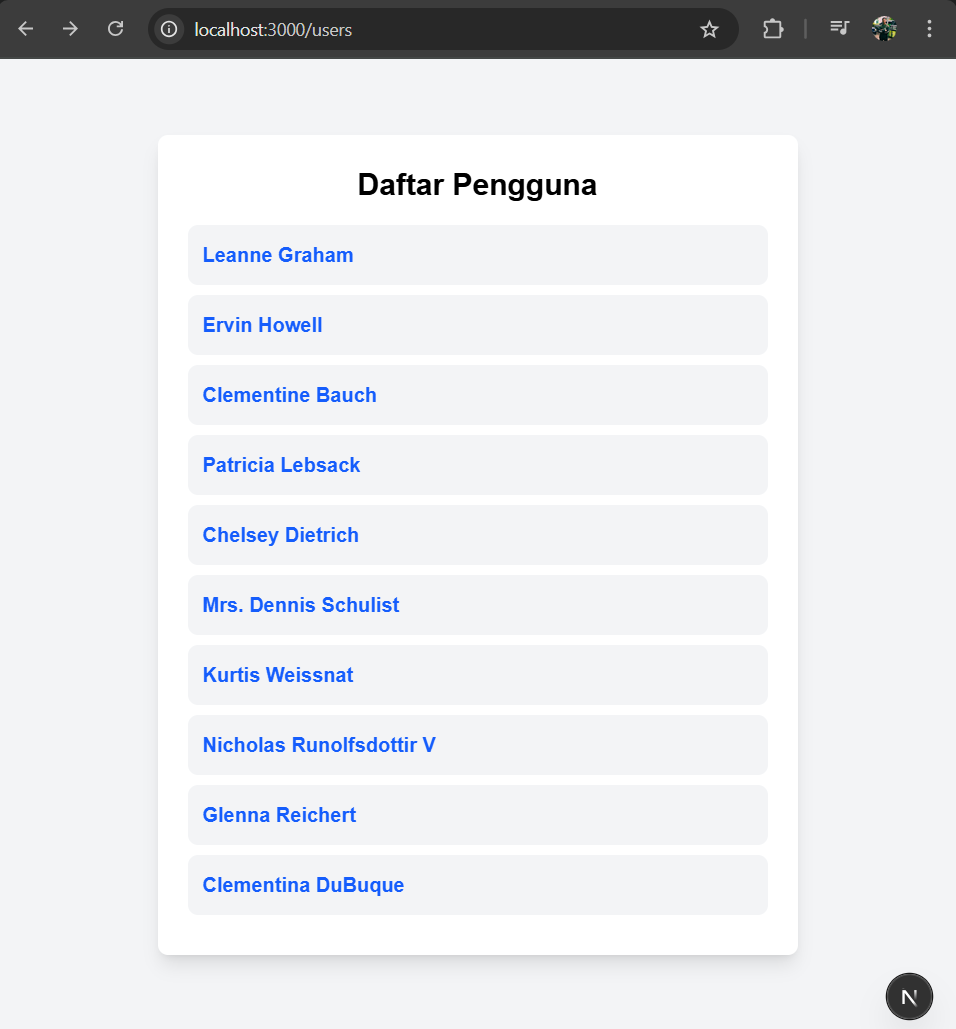 localhost:3000/users
Daftar Pengguna
Leanne Graham
Ervin Howell
Clementine Bauch
Patricia Lebsack
Chelsey Dietrich
Mrs. Dennis Schulist
Kurtis Weissnat
Nicholas Runolfsdottir V
Glenna Reichert
Clementina DuBuque
N